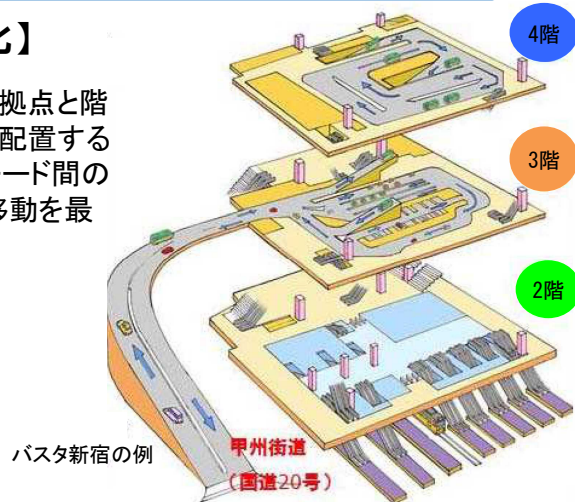 化】
拠点と階
配置する
ード間の
移動を最
4階
3階
2階
バスタ新宿の例
甲州街道
（国道20号）